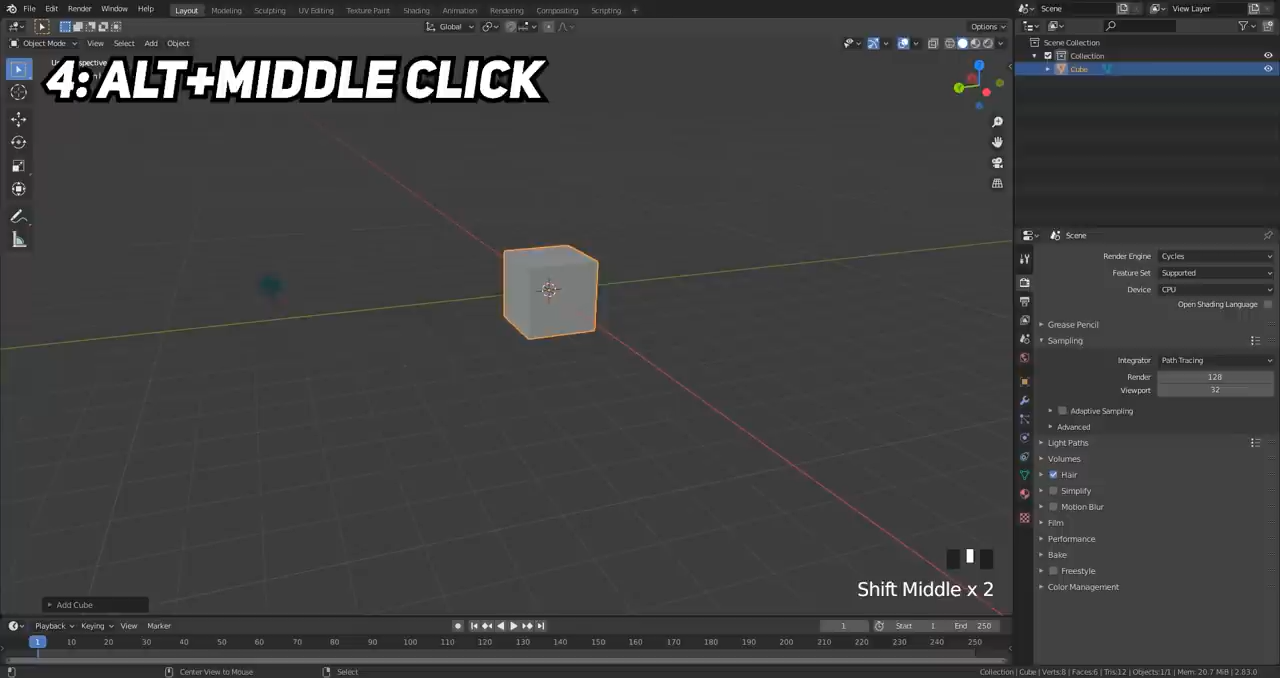 File Edit Render Window Help Layout Modeling Sculpting UV Editing Texture Paint Shading Animation Rendering Compositing Scripting + Scene View Layer
Global Options
Object Mode View Select Add Object
Scene Collection
Collection
Cube
4: ALT+MIDDLE CLICK
Scene
Render Engine Cycles
Feature Set Supported
Device CPU
Open Shading Language
Grease Pencil
Sampling
Integrator Path Tracing
Render 128
Viewport 32
Adaptive Sampling
Advanced
Light Paths
Volumes
Hair
Simplify
Motion Blur
Film
Performance
Bake
Freestyle
Color Management
Shift Middle x 2
Add Cube
Playback Keying View Marker 1 Start 1 End 250
1 10 20 30 40 50 60 70 80 90 100 110 120 130 140 150 160 170 180 190 200 210 220 230 240 250
Center View to Mouse Select Collection | Cube | Verts:8 | Faces:6 | Tris:12 | Objects:1/1 | Mem: 20.7 MiB | 2.83.0